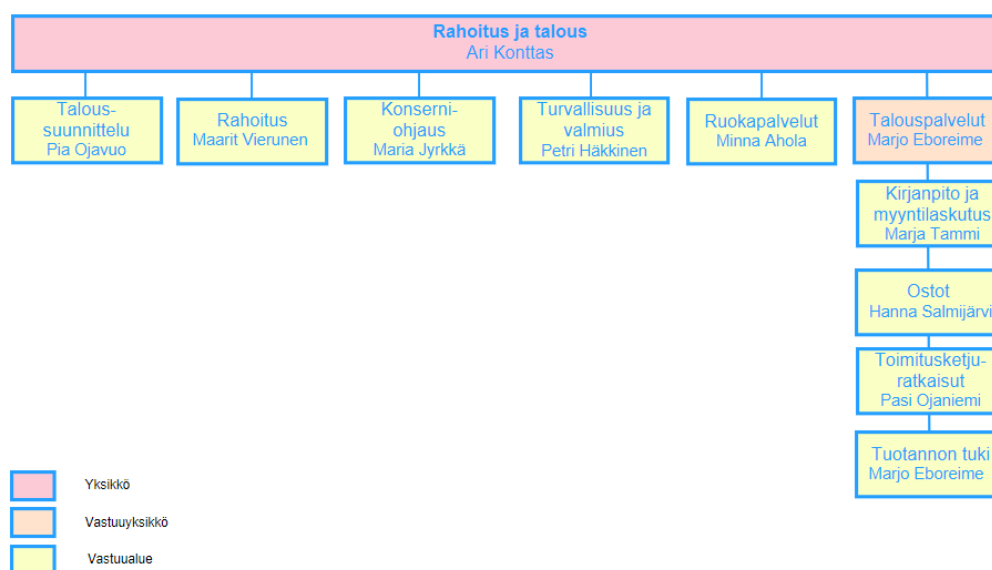 Rahoitus ja talous
Ari Konttas
Talous-
suunnittelu
Pia Ojavuo
Rahoitus
Maarit Vierunen
Konserni-
ohjaus
Maria Jyrkkä
Turvallisuus ja
valmius
Petri Häkkinen
Ruokapalvelut
Minna Ahola
Talouspalvelut
Marjo Eboreime
Kirjanpito ja
myyntilaskutus
Marja Tammi
Ostot
Hanna Salmijärvi
Toimitusketju-
ratkaisut
Pasi Ojaniemi
Tuotannon tuki
Marjo Eboreime
Yksikkö
Vastuuyksikkö
Vastuualue